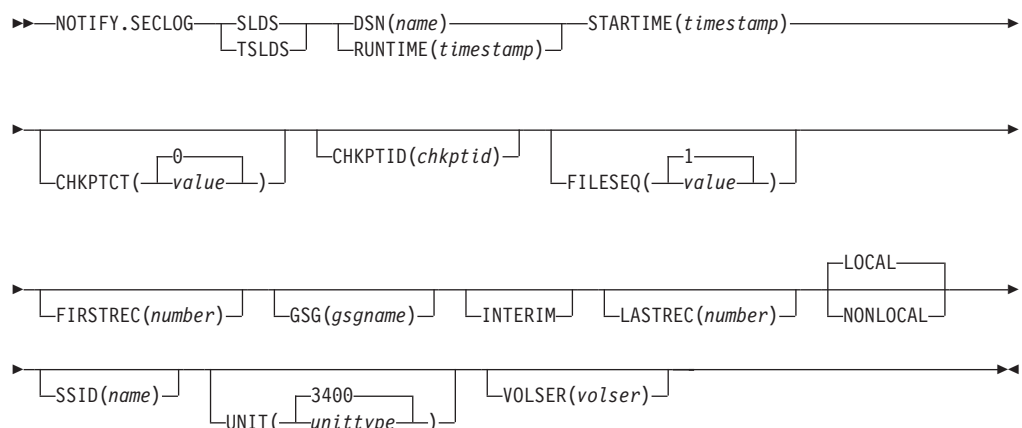 NOTIFY.SECLOG SLDS DSN(name) STARTIME(timestamp)
TSLDS RUNTIME(timestamp)
0 CHKPTID(chkptid) 1
CHKPTCT( value ) FILESEQ( value )
LOCAL
FIRSTREC(number) GSG(gsgname) INTERIM LASTREC(number) NONLOCAL
SSID(name) 3400 VOLSER(volser)
UNIT( unittype )